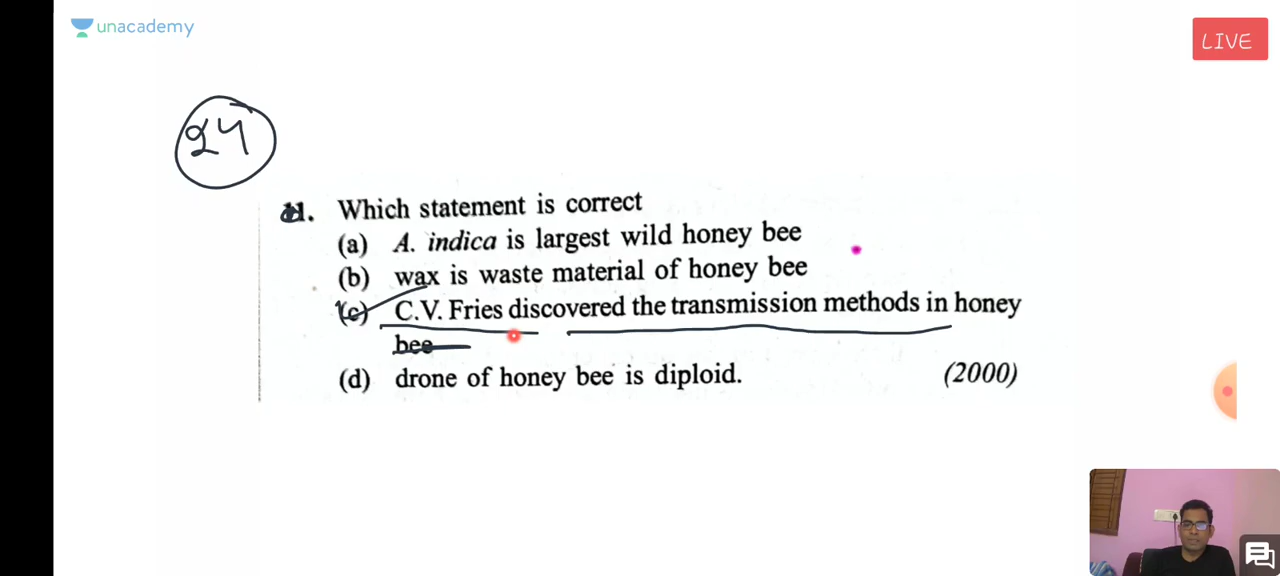 unacademy
LIVE
24
1. Which statement is correct
(a) A. indica is largest wild honey bee
(b) wax is waste material of honey bee
(c) C.V. Fries discovered the transmission methods in honey
bee
(d) drone of honey bee is diploid. (2000)